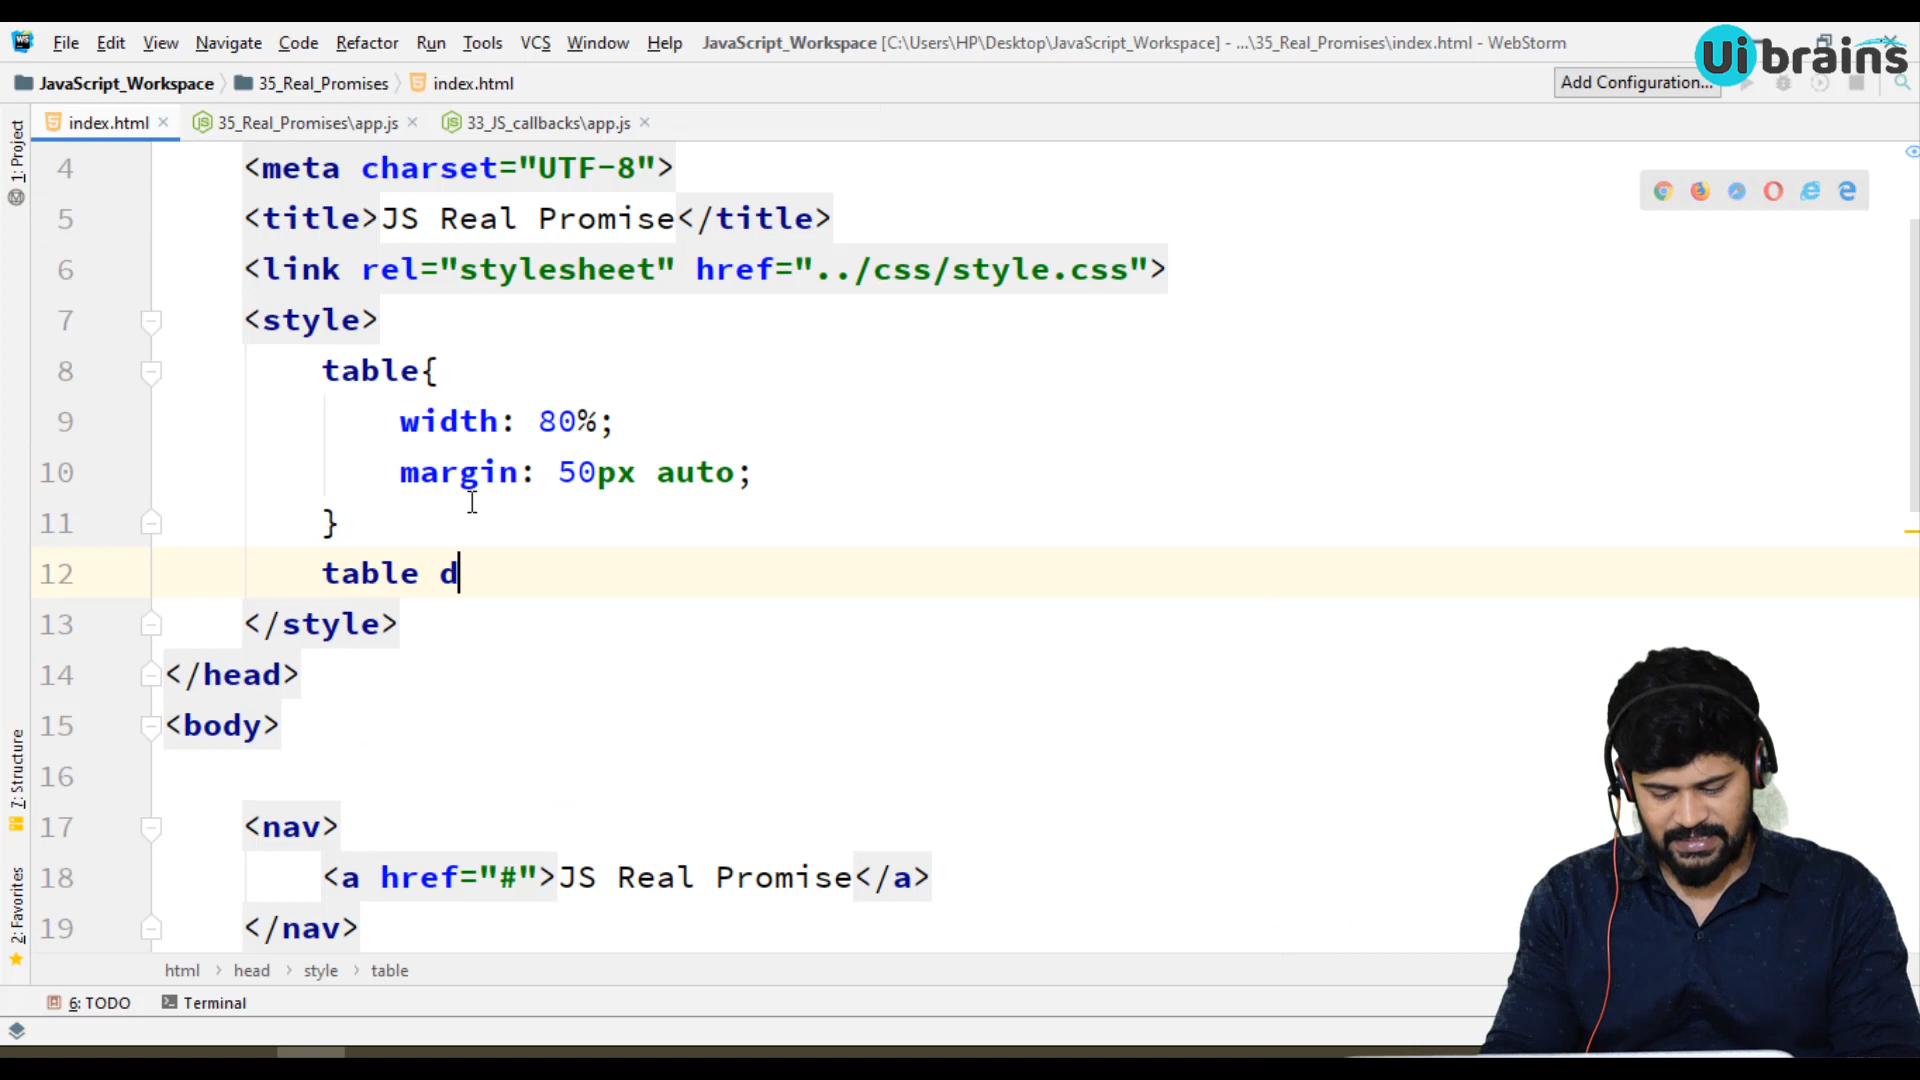 File Edit View Navigate Code Refactor Run Tools VCS Window Help JavaScript_Workspace [C:\Users\HP\Desktop\JavaScript_Workspace] - ...\35_Real_Promises\index.html - WebStorm
Ui brains
JavaScript_Workspace 35_Real_Promises index.html Add Configuration...
index.html 35_Real_Promises\app.js 33_JS_callbacks\app.js
1: Project
7: Structure
2: Favorites
4 <meta charset="UTF-8">
5 <title>JS Real Promise</title>
6 <link rel="stylesheet" href="../css/style.css">
7 <style>
8 table{
9 width: 80%;
10 margin: 50px auto;
11 }
12 table d
13 </style>
14 </head>
15 <body>
16
17 <nav>
18 <a href="#">JS Real Promise</a>
19 </nav>
html › head › style › table
6: TODO Terminal